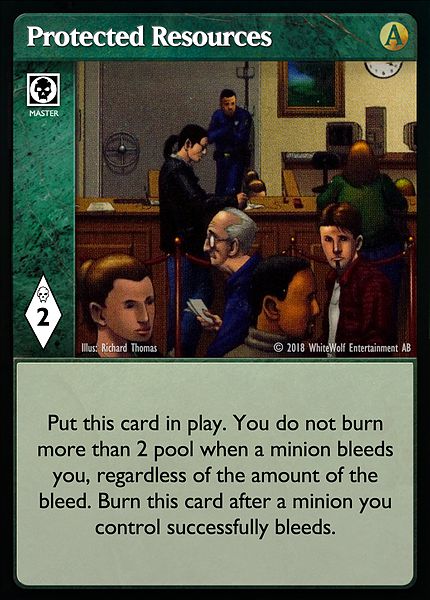 Protected Resources
A
MASTER
2
Illus: Richard Thomas
© 2018 WhiteWolf Entertainment AB
Put this card in play. You do not burn
more than 2 pool when a minion bleeds
you, regardless of the amount of the
bleed. Burn this card after a minion you
control successfully bleeds.